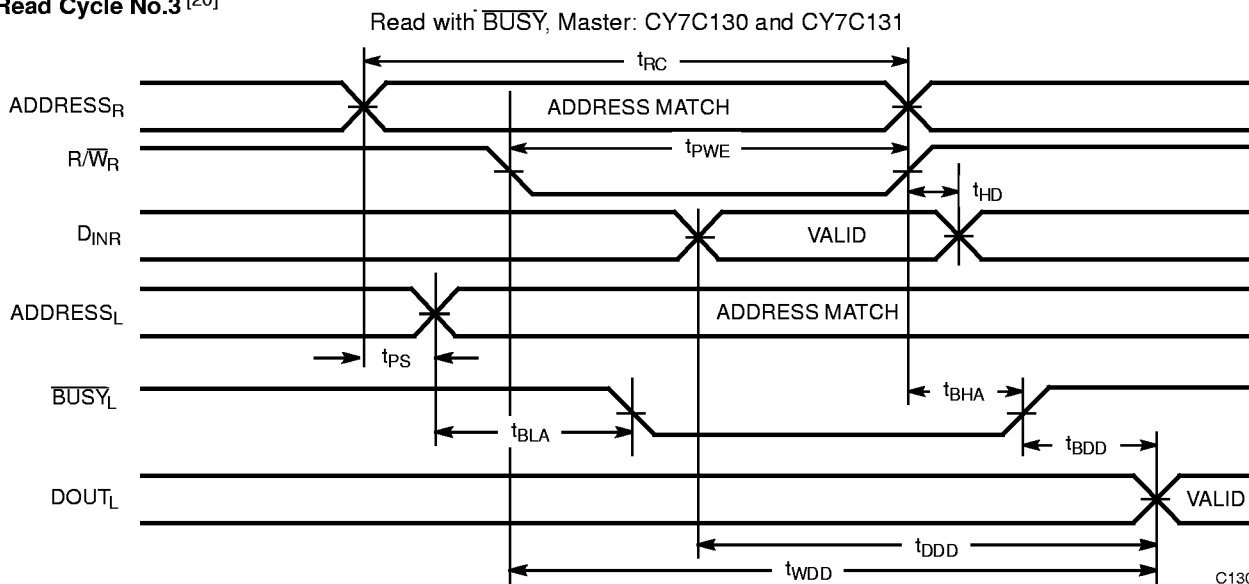 Read Cycle No.3 [20]
Read with BUSY, Master: CY7C130 and CY7C131
tRC
ADDRESSR
ADDRESS MATCH
R/WR
tPWE
tHD
DINR
VALID
ADDRESSL
ADDRESS MATCH
tPS
BUSYL
tBHA
tBLA
tBDD
DOUTL
VALID
tDDD
tWDD
C130